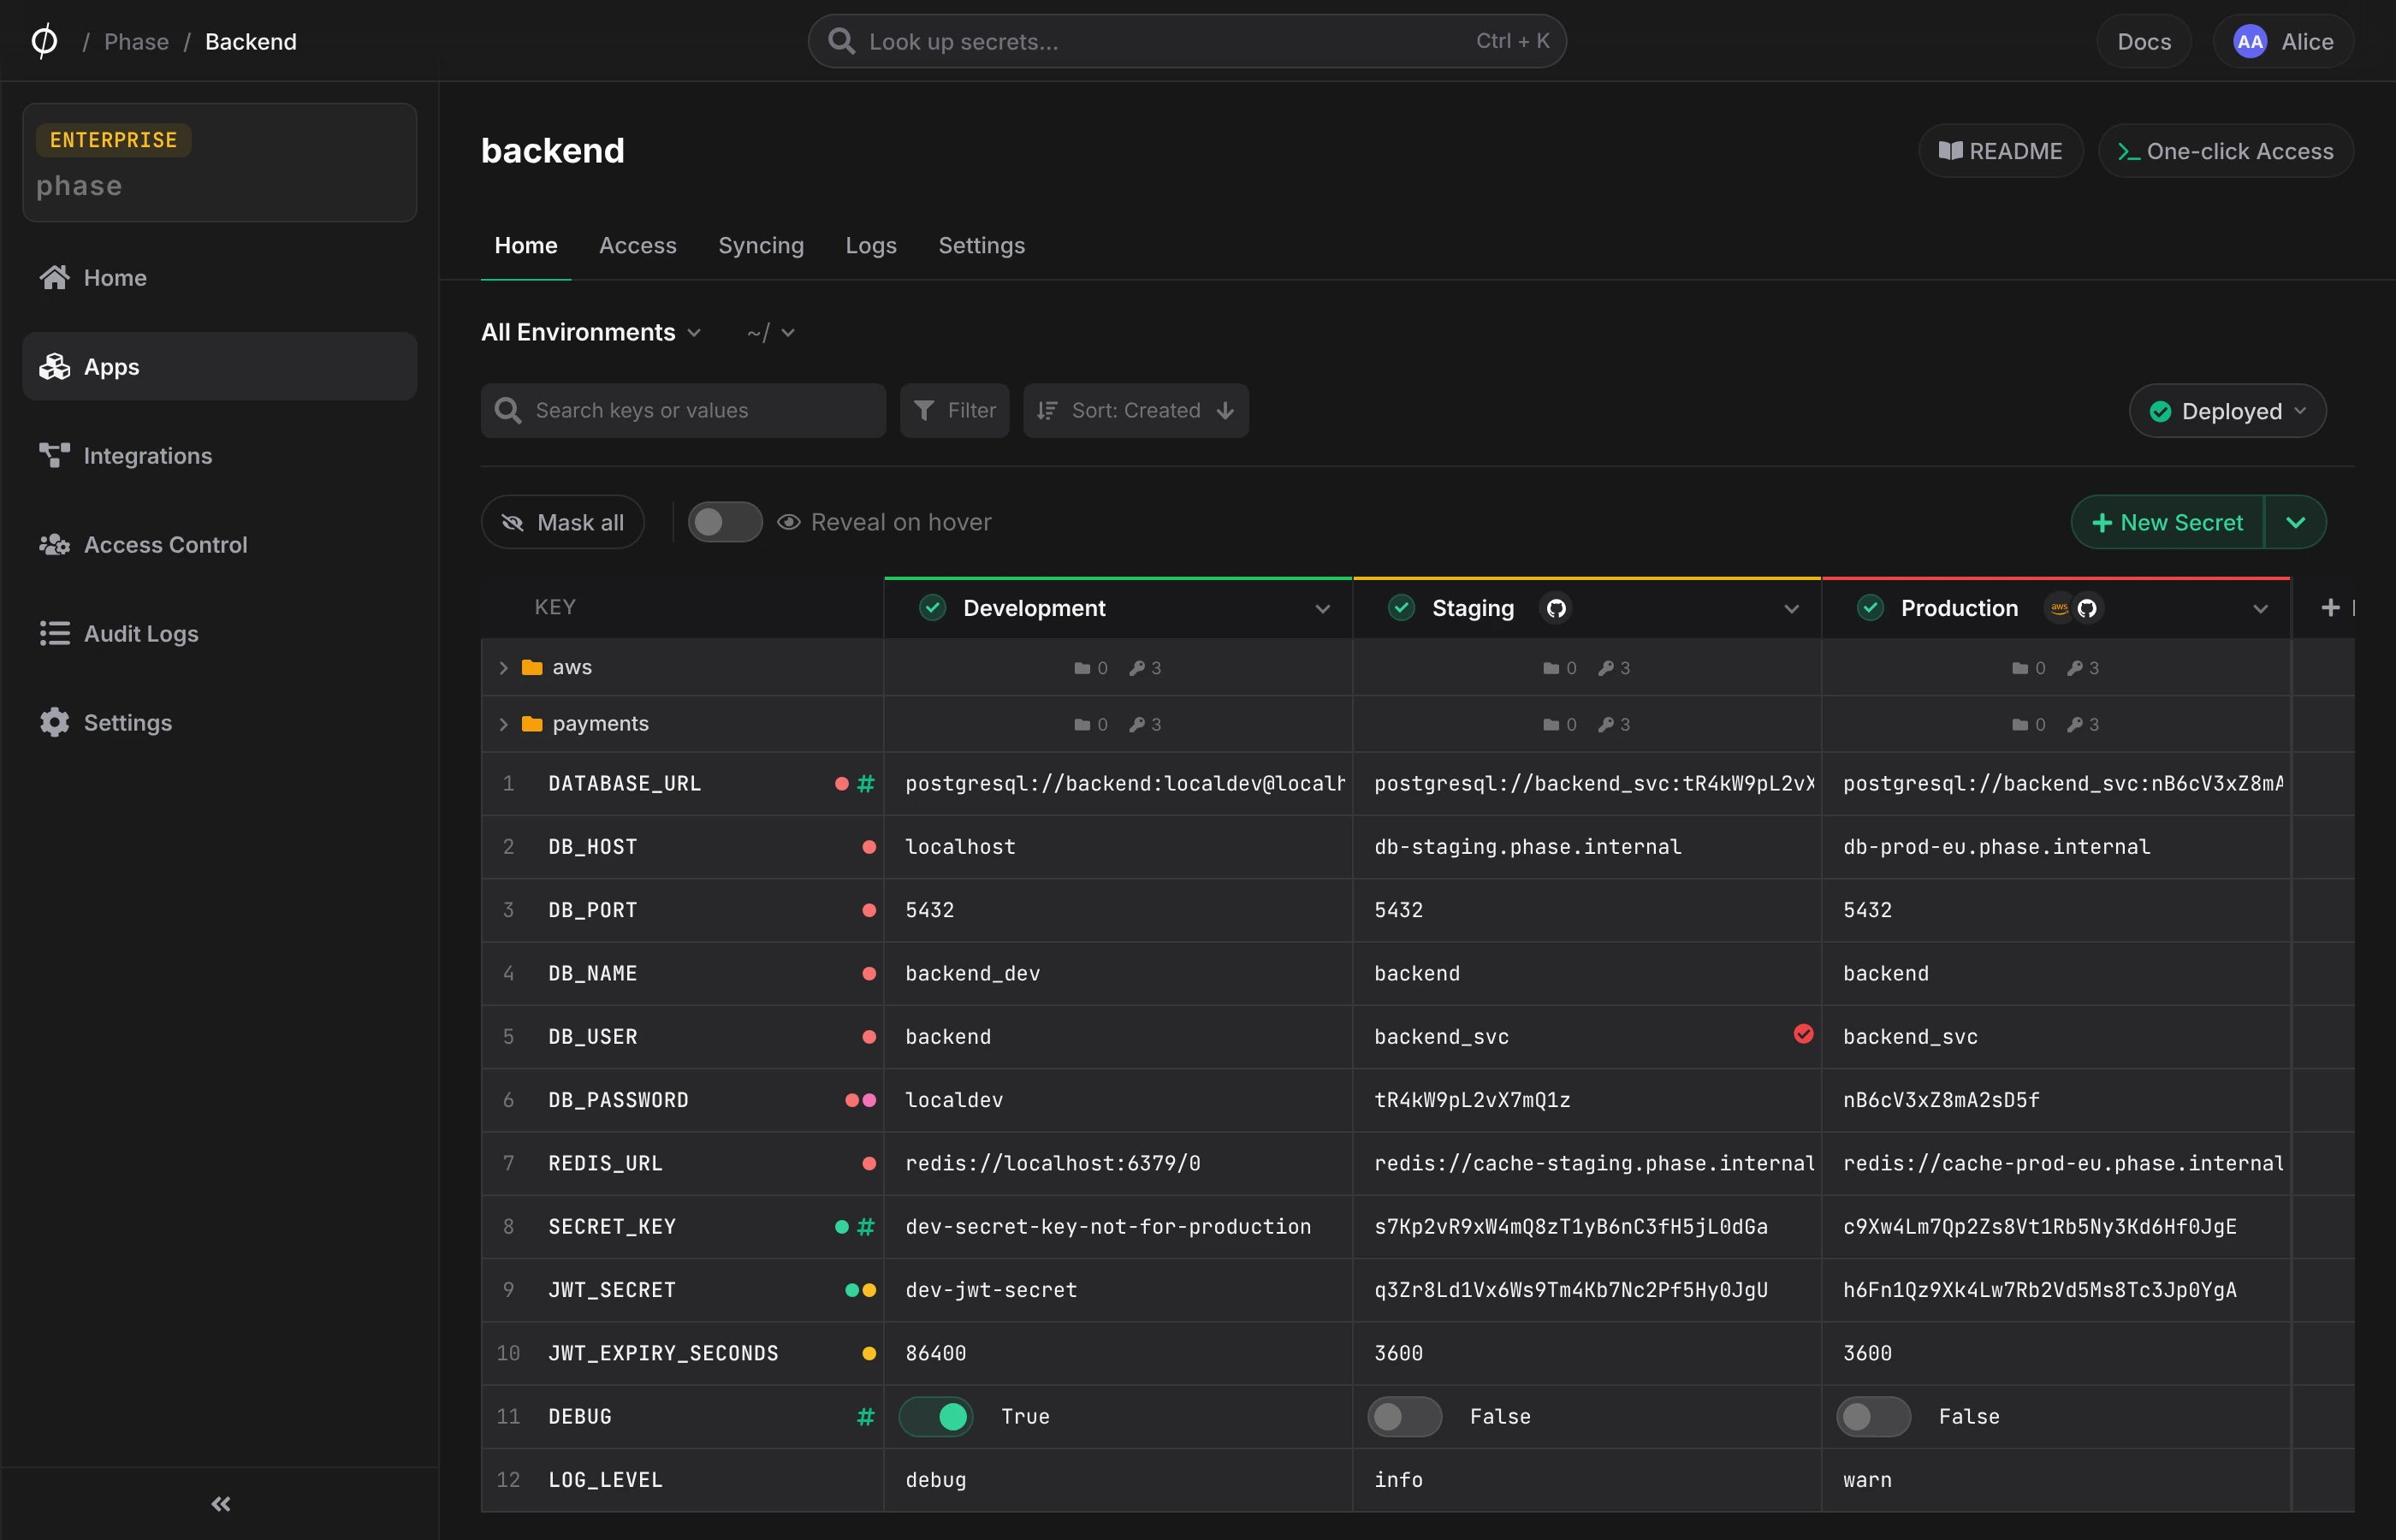 / Phase / Backend
Look up secrets... Ctrl + K
Docs
AA Alice
ENTERPRISE
phase
Home
Apps
Integrations
Access Control
Audit Logs
Settings
backend
README
One-click Access
Home Access Syncing Logs Settings
All Environments ~/
Search keys or values
Filter
Sort: Created
Deployed
Mask all
Reveal on hover
New Secret
KEY Development Staging Production aws
aws 0 3 0 3 0 3
payments 0 3 0 3 0 3
1 DATABASE_URL # postgresql://backend:localdev@localh postgresql://backend_svc:tR4kW9pL2vX postgresql://backend_svc:nB6cV3xZ8mA
2 DB_HOST localhost db-staging.phase.internal db-prod-eu.phase.internal
3 DB_PORT 5432 5432 5432
4 DB_NAME backend_dev backend backend
5 DB_USER backend backend_svc backend_svc
6 DB_PASSWORD localdev tR4kW9pL2vX7mQ1z nB6cV3xZ8mA2sD5f
7 REDIS_URL redis://localhost:6379/0 redis://cache-staging.phase.internal redis://cache-prod-eu.phase.internal
8 SECRET_KEY # dev-secret-key-not-for-production s7Kp2vR9xW4mQ8zT1yB6nC3fH5jL0dGa c9Xw4Lm7Qp2Zs8Vt1Rb5Ny3Kd6Hf0JgE
9 JWT_SECRET dev-jwt-secret q3Zr8Ld1Vx6Ws9Tm4Kb7Nc2Pf5Hy0JgU h6Fn1Qz9Xk4Lw7Rb2Vd5Ms8Tc3Jp0YgA
10 JWT_EXPIRY_SECONDS 86400 3600 3600
11 DEBUG # True False False
12 LOG_LEVEL debug info warn